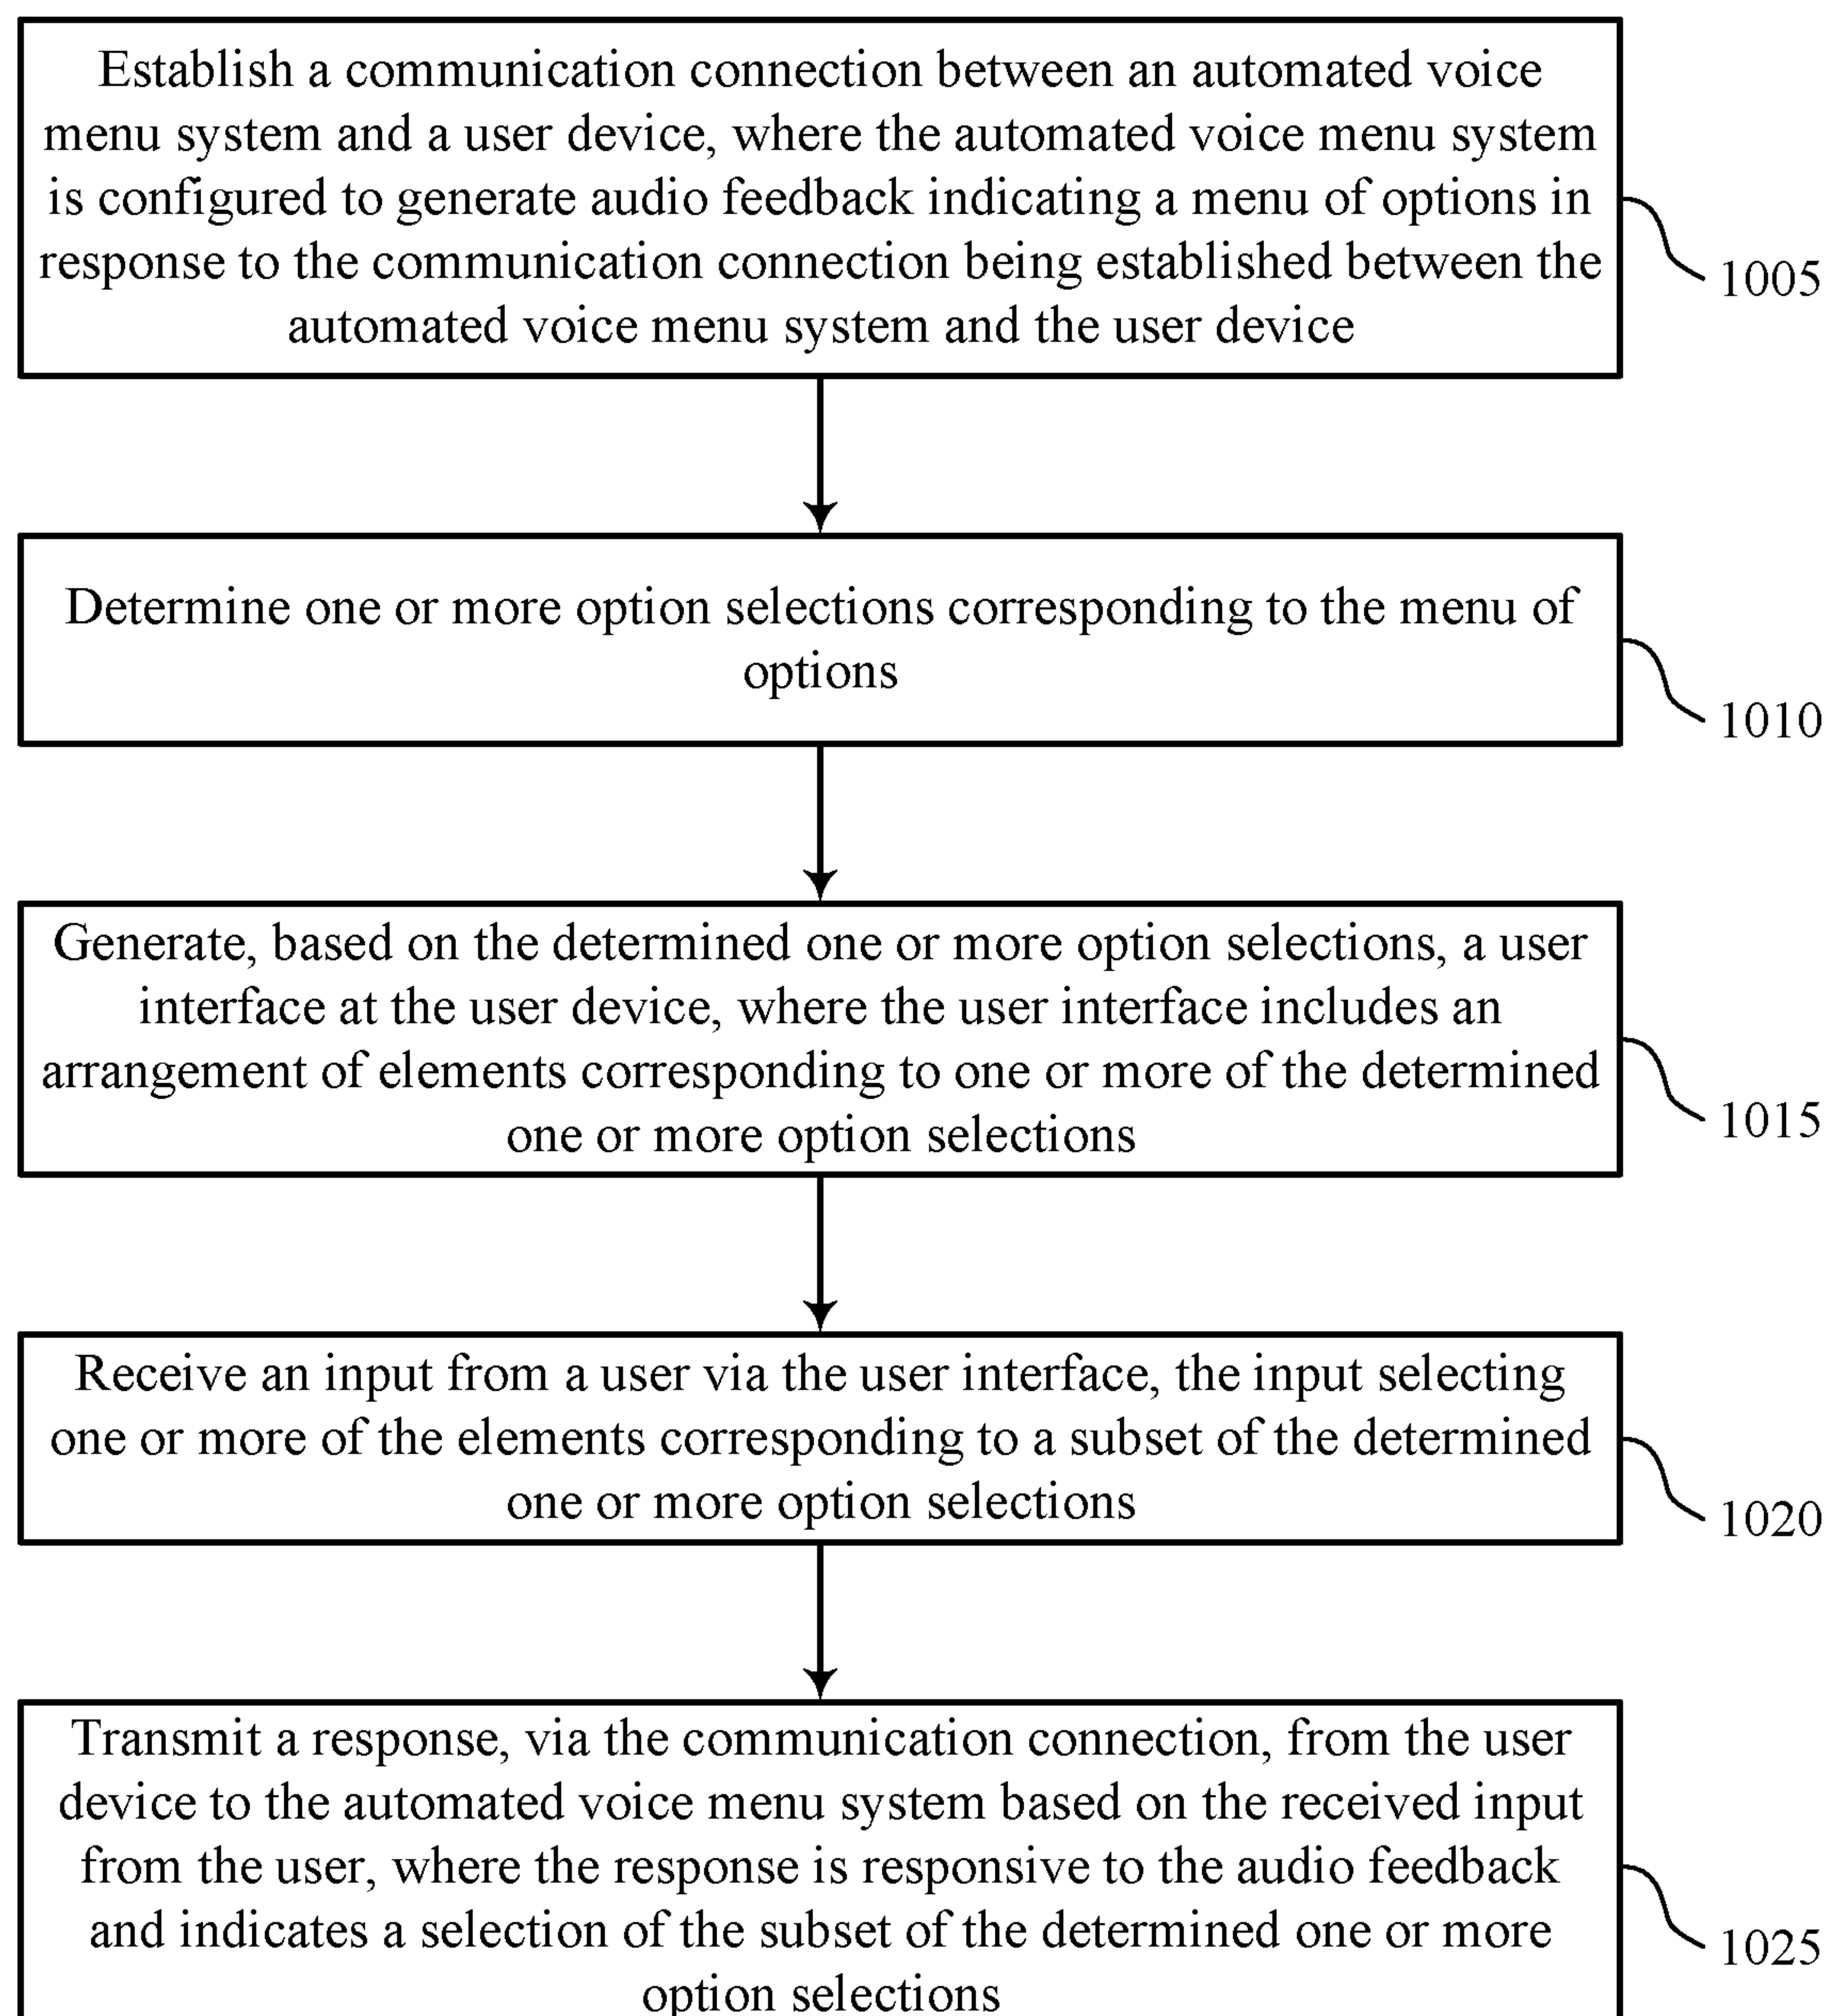 Establish a communication connection between an automated voice
menu system and a user device, where the automated voice menu system
is configured to generate audio feedback indicating a menu of options in
response to the communication connection being established between the
automated voice menu system and the user device
1005
Determine one or more option selections corresponding to the menu of
options
1010
Generate, based on the determined one or more option selections, a user
interface at the user device, where the user interface includes an
arrangement of elements corresponding to one or more of the determined
one or more option selections
1015
Receive an input from a user via the user interface, the input selecting
one or more of the elements corresponding to a subset of the determined
one or more option selections
1020
Transmit a response, via the communication connection, from the user
device to the automated voice menu system based on the received input
from the user, where the response is responsive to the audio feedback
and indicates a selection of the subset of the determined one or more
option selections
1025